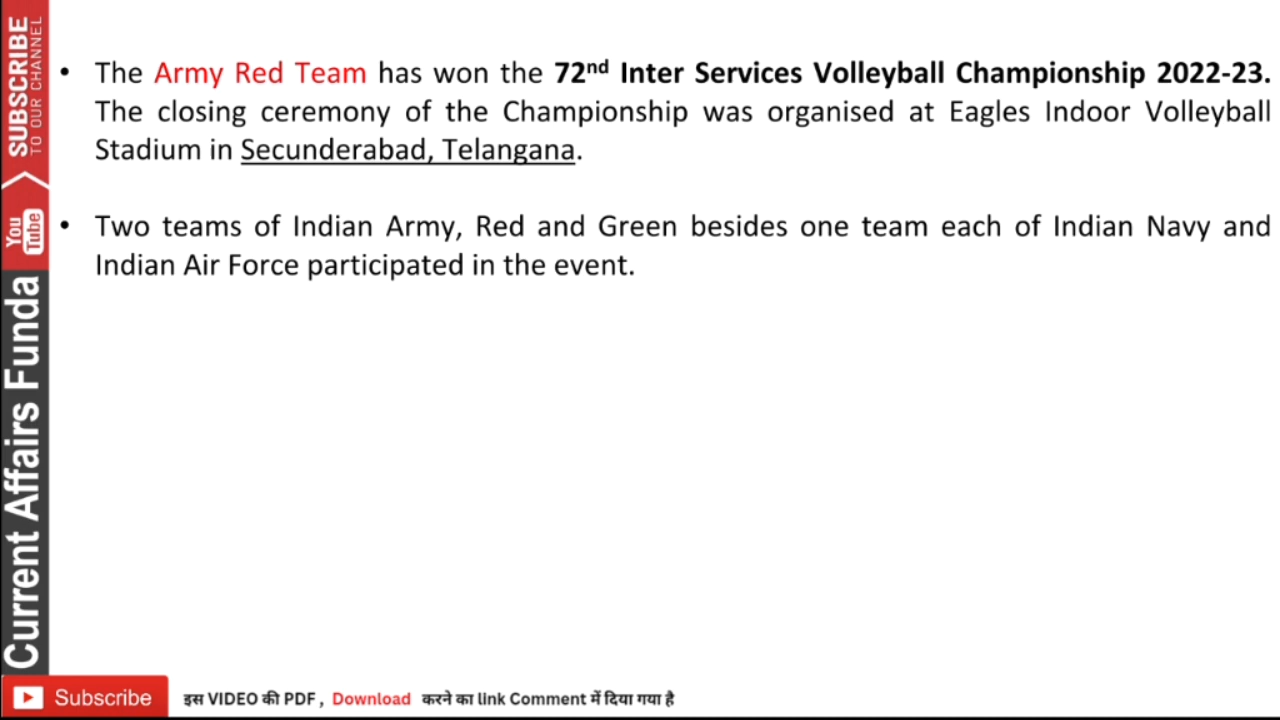 • The Army Red Team has won the 72nd Inter Services Volleyball Championship 2022-23.
The closing ceremony of the Championship was organised at Eagles Indoor Volleyball
Stadium in Secunderabad, Telangana.
• Two teams of Indian Army, Red and Green besides one team each of Indian Navy and
Indian Air Force participated in the event.
SUBSCRIBE
TO OUR CHANNEL
You Tube
Current Affairs Funda
Subscribe
इस VIDEO की PDF , Download करने का link Comment में दिया गया है